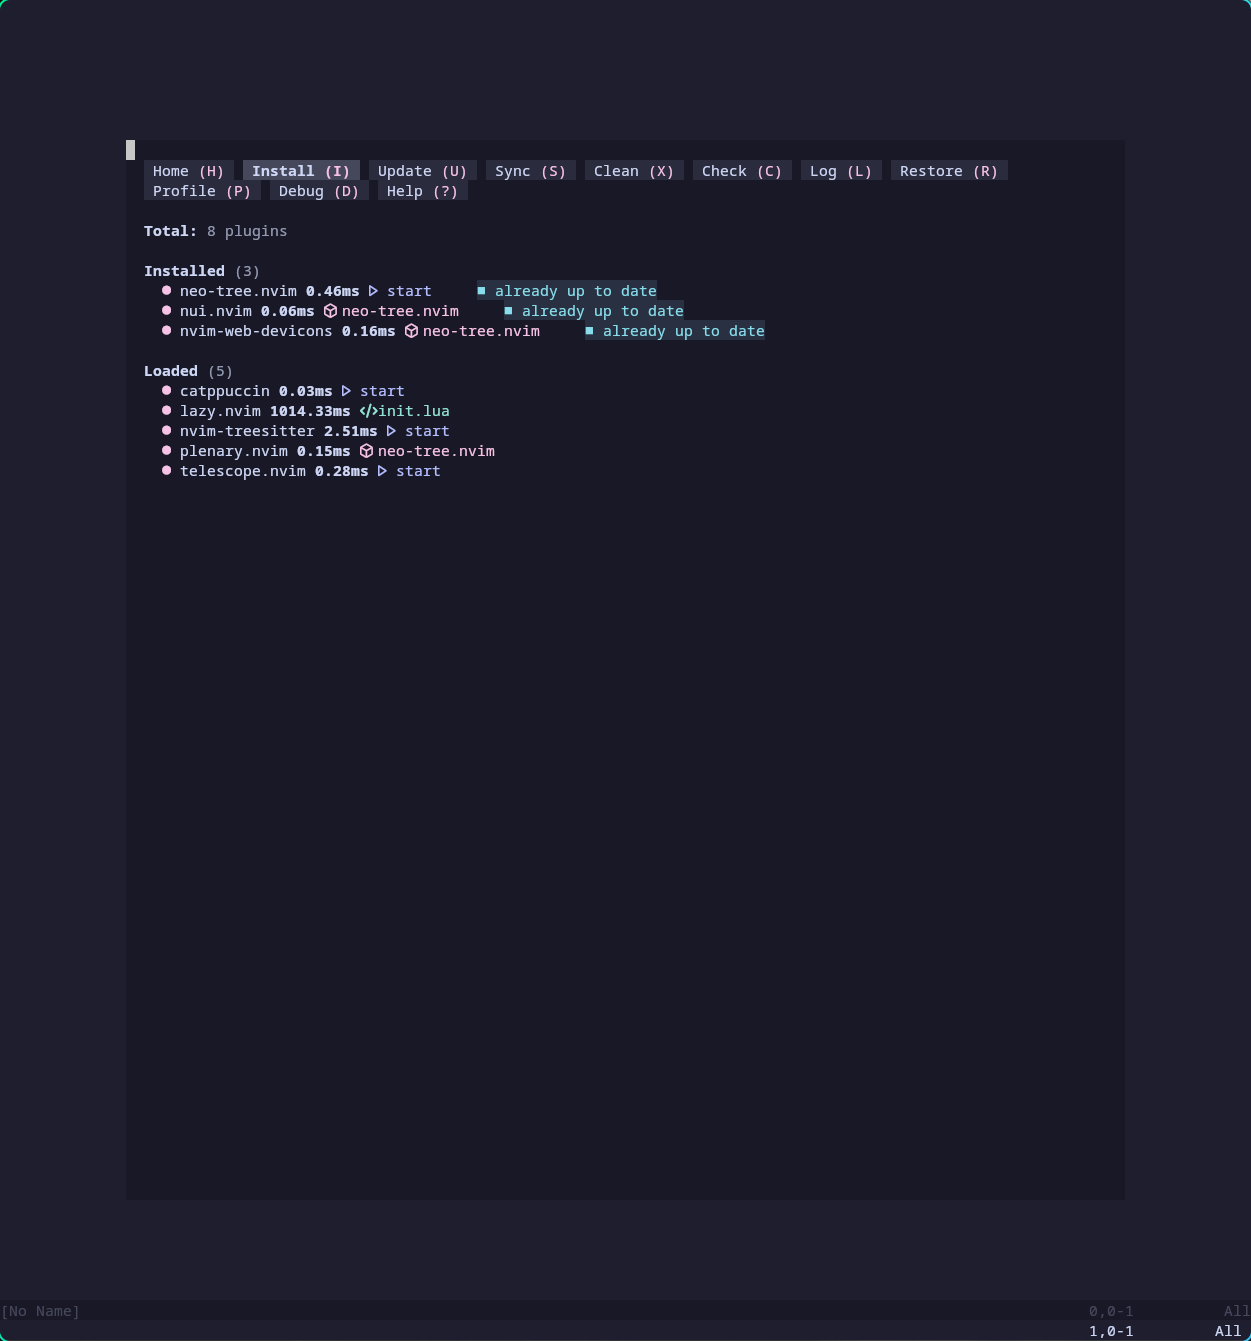 Home (H) Install (I) Update (U) Sync (S) Clean (X) Check (C) Log (L) Restore (R)
Profile (P) Debug (D) Help (?)
Total: 8 plugins
Installed (3)
● neo-tree.nvim 0.46ms start ■ already up to date
● nui.nvim 0.06ms neo-tree.nvim ■ already up to date
● nvim-web-devicons 0.16ms neo-tree.nvim ■ already up to date
Loaded (5)
● catppuccin 0.03ms start
● lazy.nvim 1014.33ms </>init.lua
● nvim-treesitter 2.51ms start
● plenary.nvim 0.15ms neo-tree.nvim
● telescope.nvim 0.28ms start
[No Name] 0,0-1 All
1,0-1 All